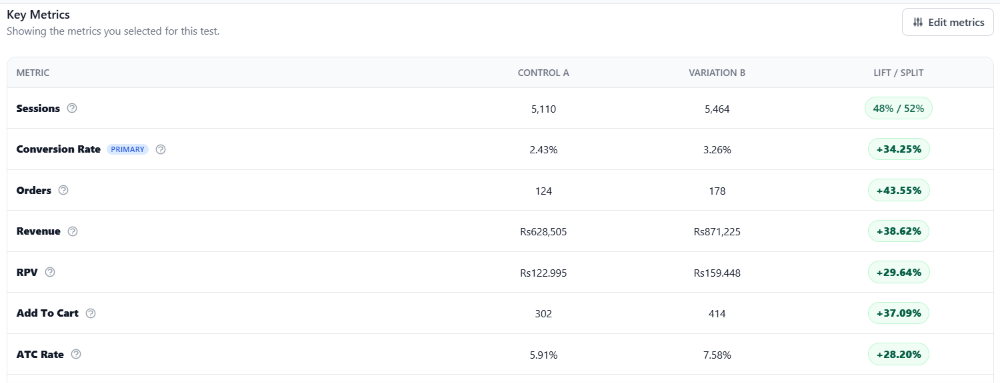 Key Metrics
Showing the metrics you selected for this test.
Edit metrics
METRIC CONTROL A VARIATION B LIFT / SPLIT
Sessions 5,110 5,464 48% / 52%
Conversion Rate PRIMARY 2.43% 3.26% +34.25%
Orders 124 178 +43.55%
Revenue Rs628,505 Rs871,225 +38.62%
RPV Rs122.995 Rs159.448 +29.64%
Add To Cart 302 414 +37.09%
ATC Rate 5.91% 7.58% +28.20%